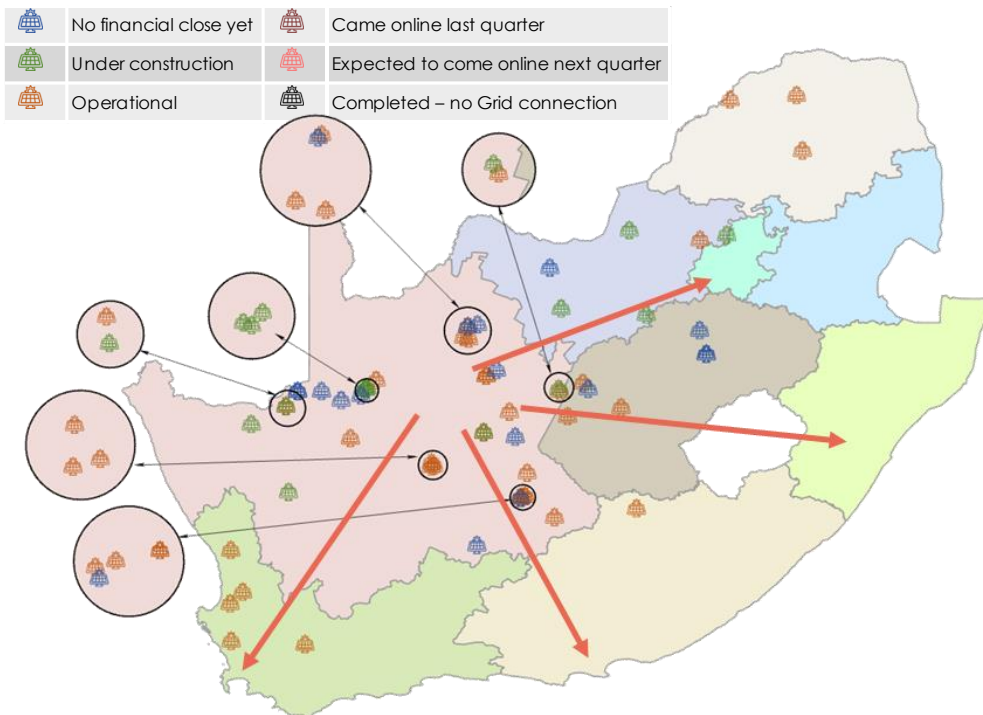 No financial close yet
Came online last quarter
Under construction
Expected to come online next quarter
Operational
Completed – no Grid connection